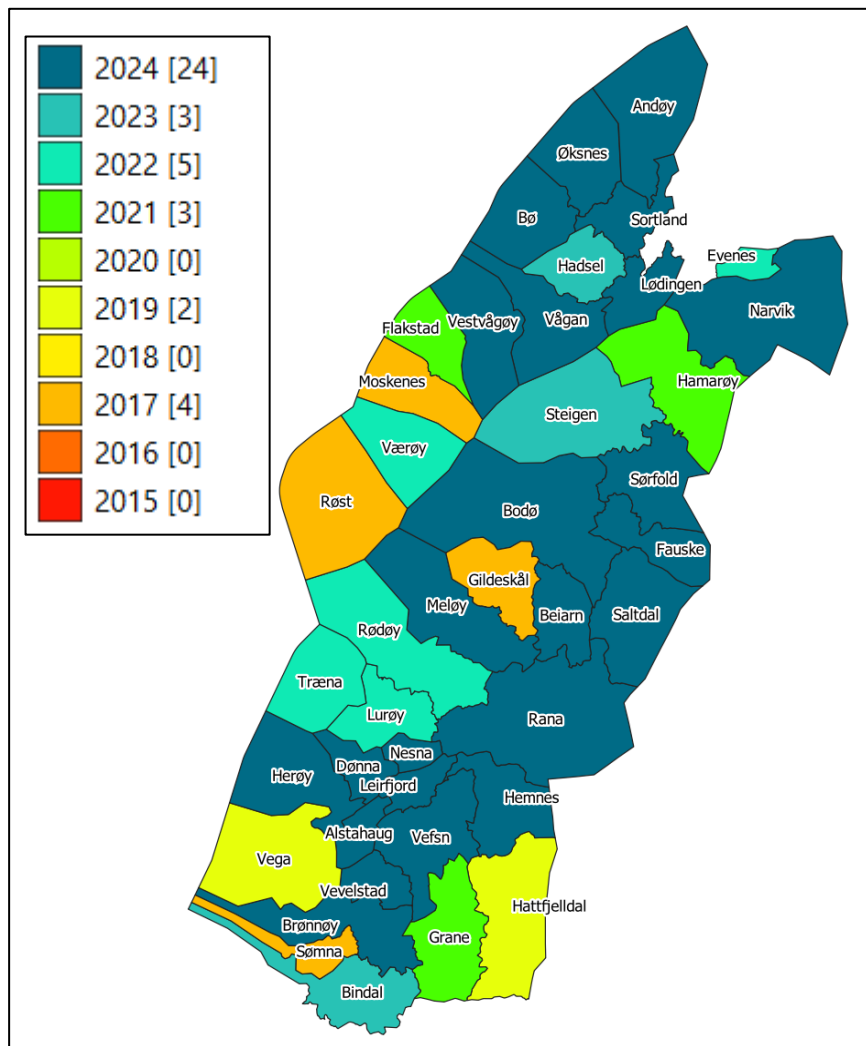 2024 [24]
2023 [3]
2022 [5]
2021 [3]
2020 [0]
2019 [2]
2018 [0]
2017 [4]
2016 [0]
2015 [0]
Andøy
Øksnes
Bø
Sortland
Hadsel
Evenes
Lødingen
Narvik
Vestvågøy
Vågan
Flakstad
Moskenes
Hamarøy
Steigen
Værøy
Røst
Sørfold
Bodø
Fauske
Gildeskål
Meløy
Beiarn
Saltdal
Rødøy
Træna
Lurøy
Rana
Nesna
Dønna
Herøy
Leirfjord
Hemnes
Alstahaug
Vefsn
Vega
Vevelstad
Hattfjelldal
Brønnøy
Grane
Sømna
Bindal